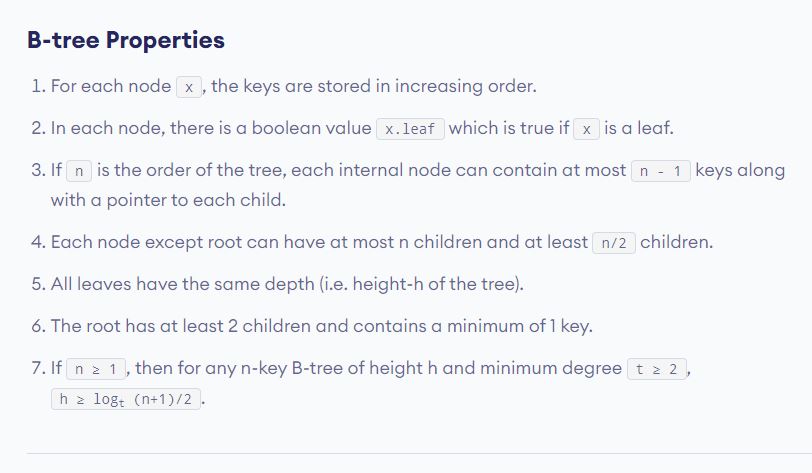 B-tree Properties
1. For each node x, the keys are stored in increasing order.
2. In each node, there is a boolean value x.leaf which is true if x is a leaf.
3. If n is the order of the tree, each internal node can contain at most n - 1 keys along
with a pointer to each child.
4. Each node except root can have at most n children and at least n/2 children.
5. All leaves have the same depth (i.e. height-h of the tree).
6. The root has at least 2 children and contains a minimum of 1 key.
7. If n ≥ 1, then for any n-key B-tree of height h and minimum degree t ≥ 2,
h ≥ logₜ (n+1)/2.